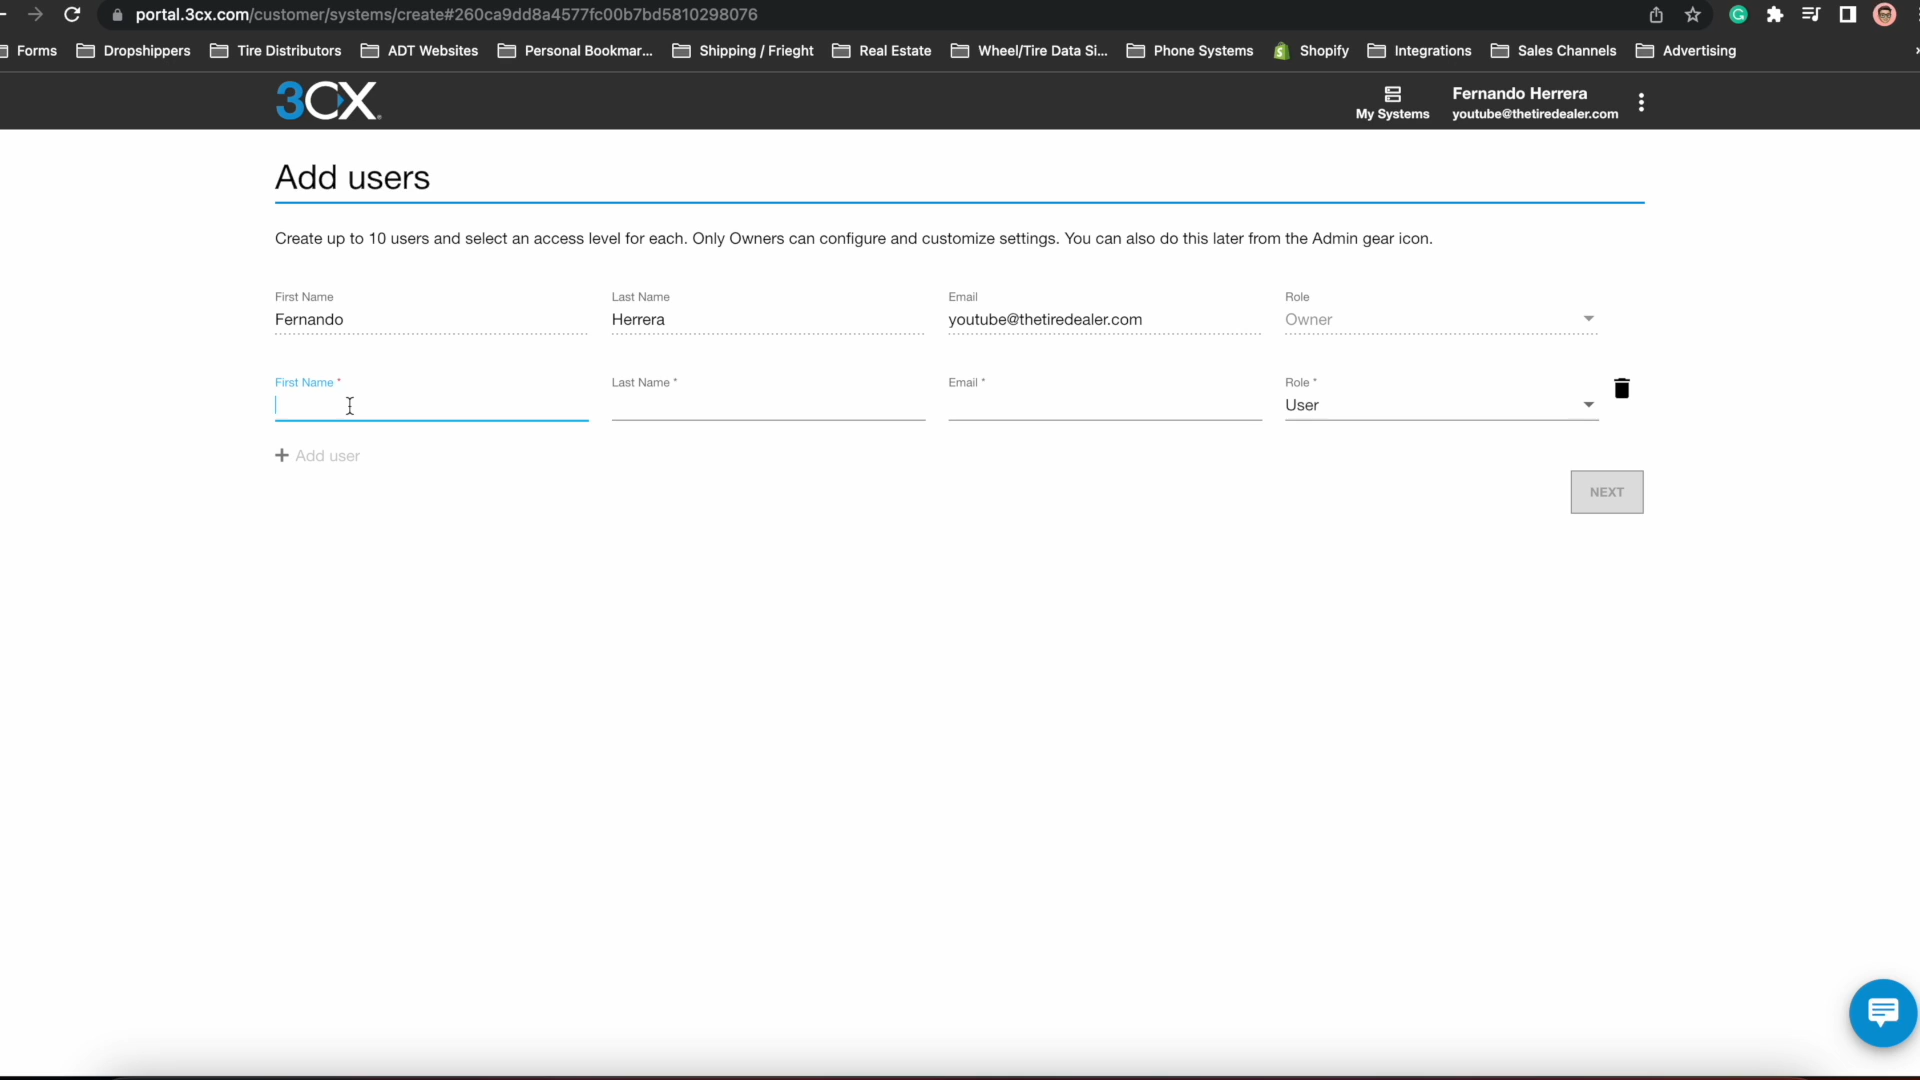 portal.3cx.com/customer/systems/create#260ca9dd8a4577fc00b7bd5810298076
Forms Dropshippers Tire Distributors ADT Websites Personal Bookmar... Shipping / Frieght Real Estate Wheel/Tire Data Si... Phone Systems Shopify Integrations Sales Channels Advertising
3CX
My Systems
Fernando Herrera
youtube@thetiredealer.com
Add users
Create up to 10 users and select an access level for each. Only Owners can configure and customize settings. You can also do this later from the Admin gear icon.
First Name Last Name Email Role
Fernando Herrera youtube@thetiredealer.com Owner
First Name * Last Name * Email * Role *
User
+ Add user
NEXT